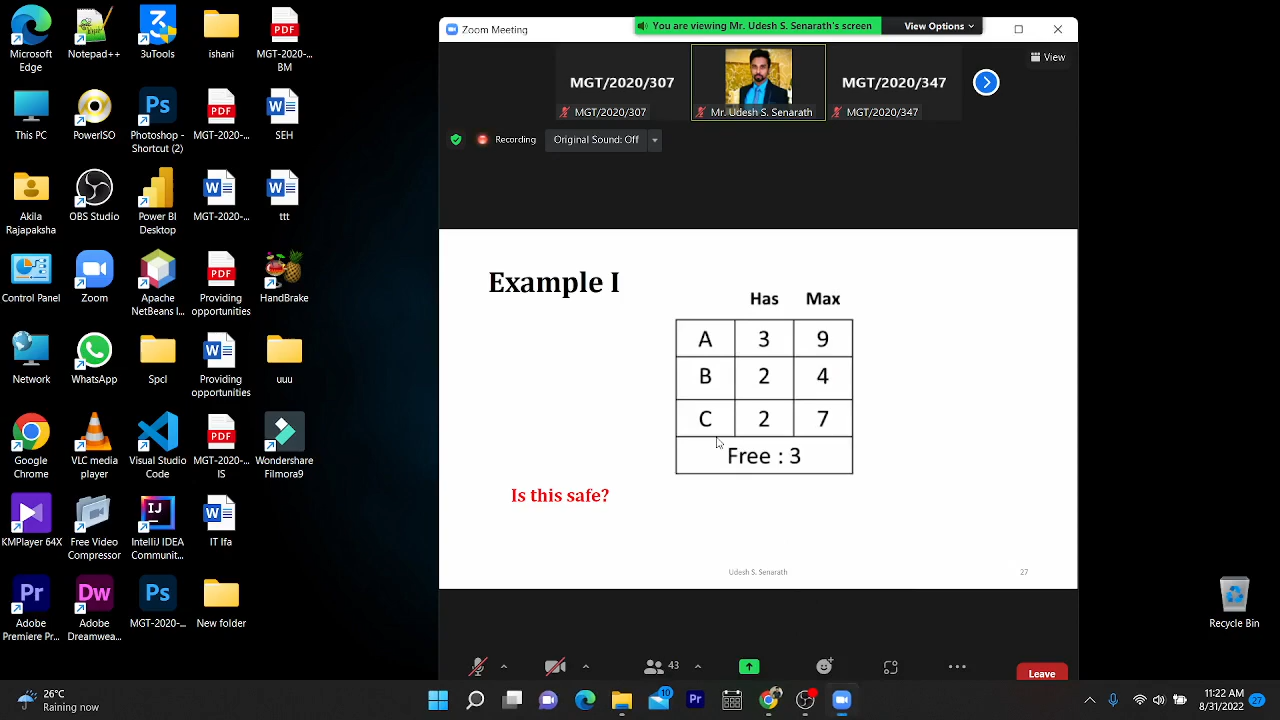 Microsoft Edge
Notepad++
3uTools
ishani
MGT-2020-... BM
This PC
PowerISO
Photoshop - Shortcut (2)
MGT-2020-...
SEH
Akila Rajapaksha
OBS Studio
Power BI Desktop
MGT-2020-...
ttt
Control Panel
Zoom
Apache NetBeans I...
Providing opportunities
HandBrake
Network
WhatsApp
Spcl
Providing opportunities
uuu
Google Chrome
VLC media player
Visual Studio Code
MGT-2020-... IS
Wondershare Filmora9
KMPlayer 64X
Free Video Compressor
IntelliJ IDEA Communit...
IT Ifa
Adobe Premiere Pr...
Adobe Dreamwea...
MGT-2020-...
New folder
Recycle Bin
Zoom Meeting
You are viewing Mr. Udesh S. Senarath's screen
View Options
View
MGT/2020/307
MGT/2020/347
MGT/2020/307
Mr. Udesh S. Senarath
MGT/2020/347
Recording
Original Sound: Off
Example I
Has Max
A 3 9
B 2 4
C 2 7
Free : 3
Is this safe?
Udesh S. Senarath
27
43
Leave
26°C
Raining now
10
11:22 AM
8/31/2022
27